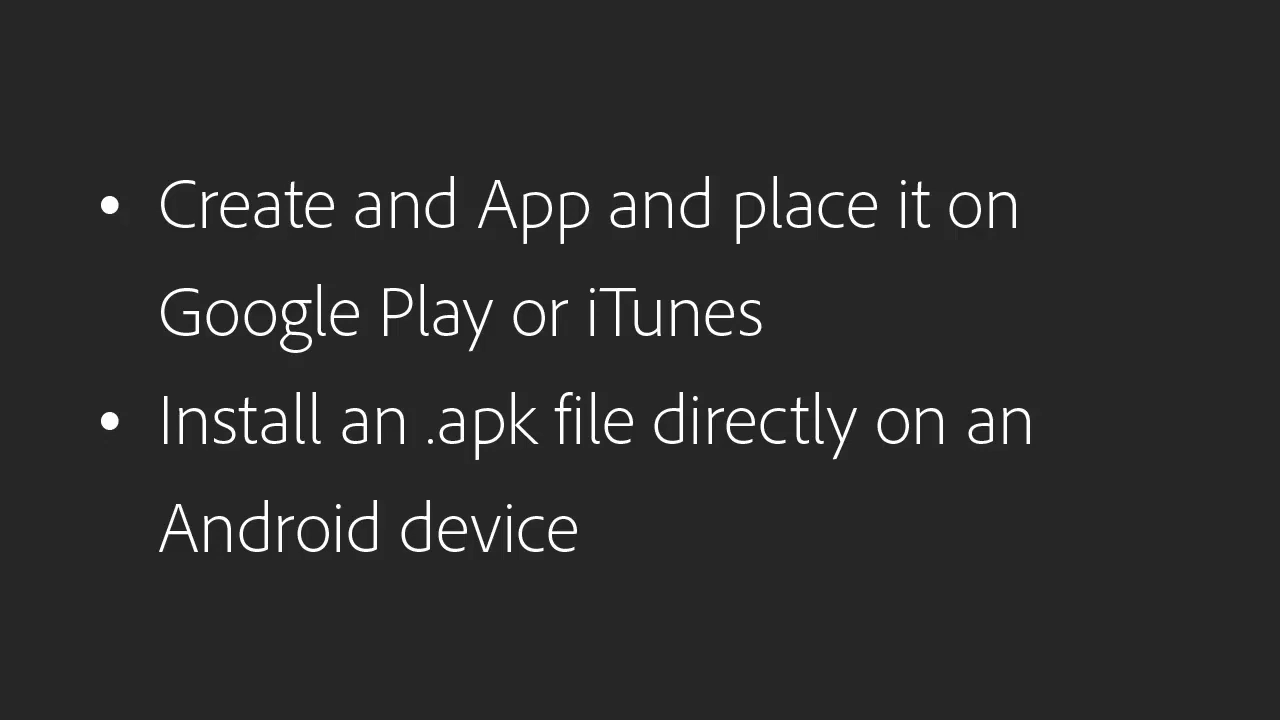 • Create and App and place it on
Google Play or iTunes
• Install an .apk file directly on an
Android device